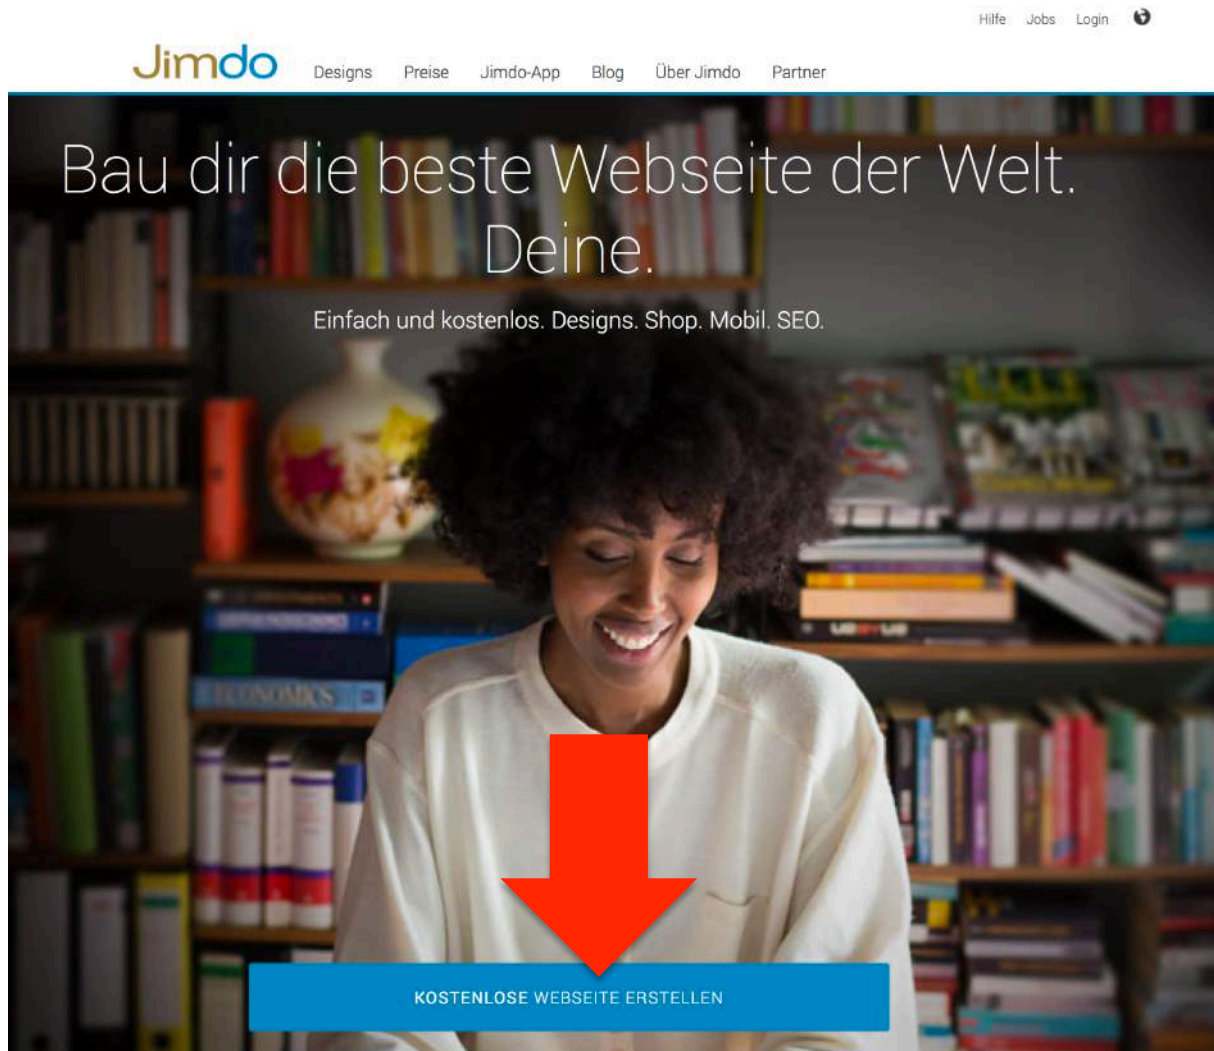 Hilfe Jobs Login
Jimdo Designs Preise Jimdo-App Blog Über Jimdo Partner
Bau dir die beste Webseite der Welt.
Deine.
Einfach und kostenlos. Designs. Shop. Mobil. SEO.
ECONOMICS
KOSTENLOSE WEBSEITE ERSTELLEN